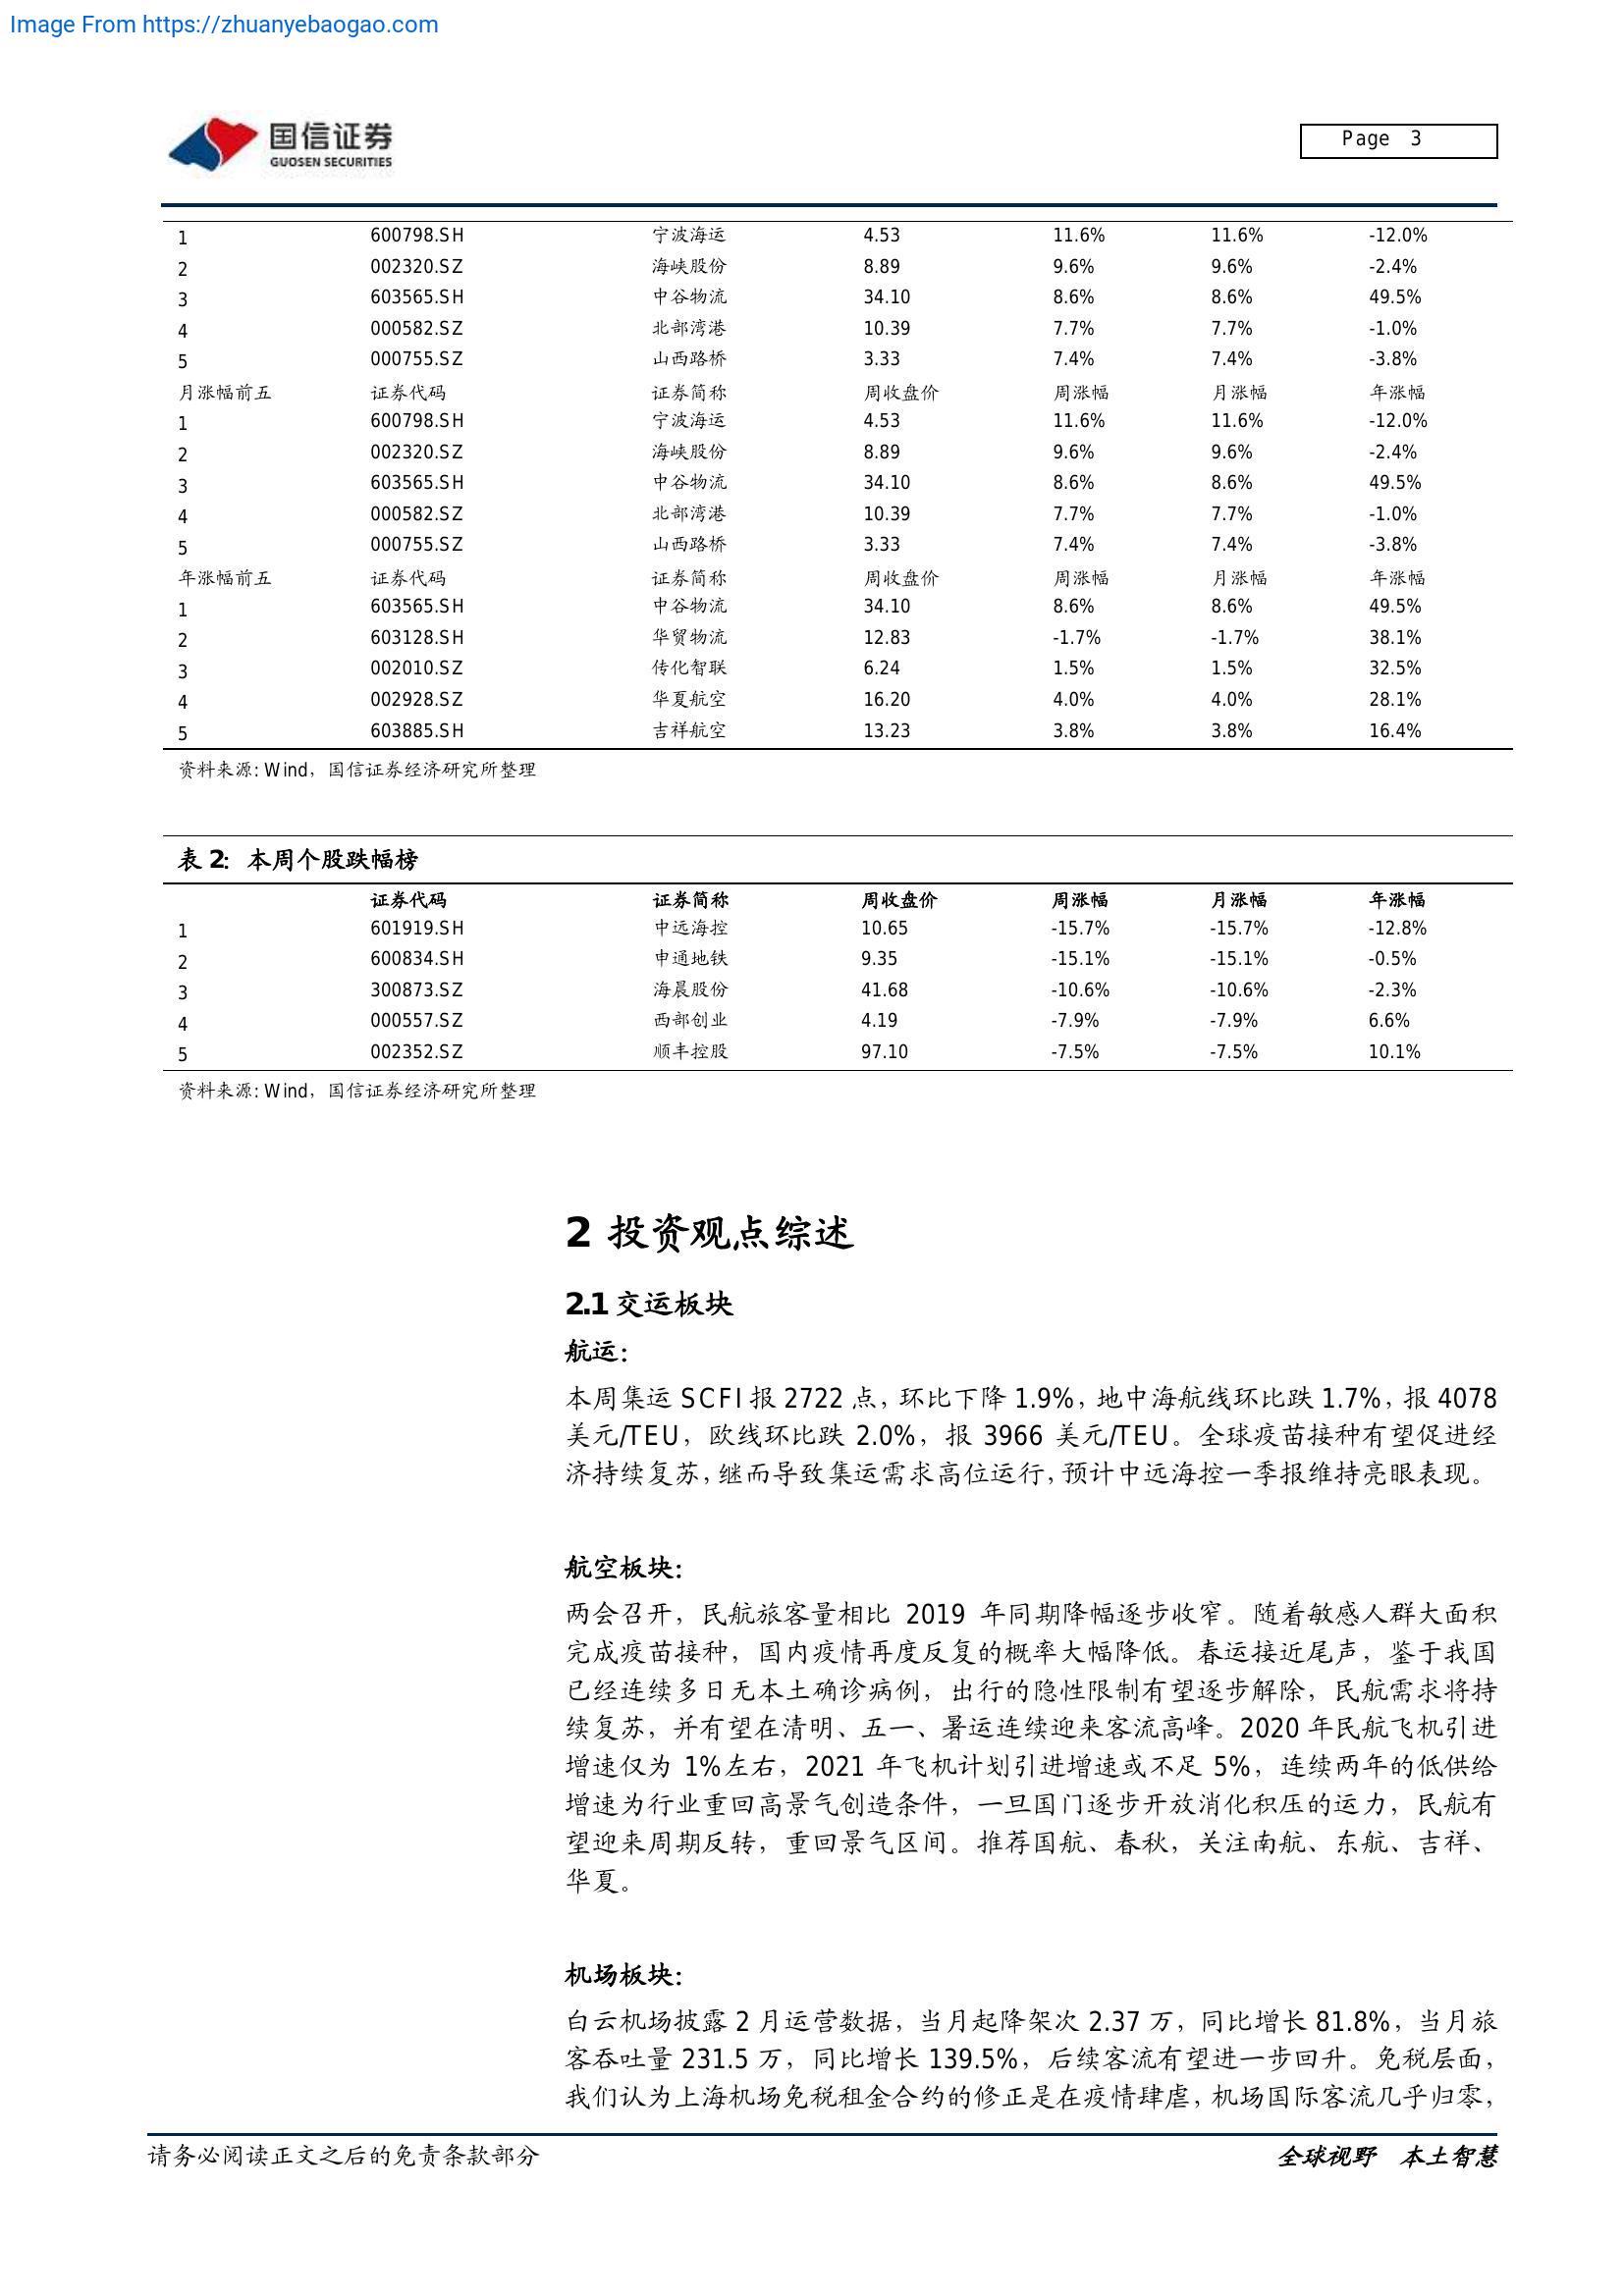 Image From https://zhuanyebaogao.com
国信证券
GUOSEN SECURITIES
Page 3
1 600798.SH 宁波海运 4.53 11.6% 11.6% -12.0%
2 002320.SZ 海峡股份 8.89 9.6% 9.6% -2.4%
3 603565.SH 中谷物流 34.10 8.6% 8.6% 49.5%
4 000582.SZ 北部湾港 10.39 7.7% 7.7% -1.0%
5 000755.SZ 山西路桥 3.33 7.4% 7.4% -3.8%
月涨幅前五 证券代码 证券简称 周收盘价 周涨幅 月涨幅 年涨幅
1 600798.SH 宁波海运 4.53 11.6% 11.6% -12.0%
2 002320.SZ 海峡股份 8.89 9.6% 9.6% -2.4%
3 603565.SH 中谷物流 34.10 8.6% 8.6% 49.5%
4 000582.SZ 北部湾港 10.39 7.7% 7.7% -1.0%
5 000755.SZ 山西路桥 3.33 7.4% 7.4% -3.8%
年涨幅前五 证券代码 证券简称 周收盘价 周涨幅 月涨幅 年涨幅
1 603565.SH 中谷物流 34.10 8.6% 8.6% 49.5%
2 603128.SH 华贸物流 12.83 -1.7% -1.7% 38.1%
3 002010.SZ 传化智联 6.24 1.5% 1.5% 32.5%
4 002928.SZ 华夏航空 16.20 4.0% 4.0% 28.1%
5 603885.SH 吉祥航空 13.23 3.8% 3.8% 16.4%
资料来源: Wind，国信证券经济研究所整理
表 2: 本周个股跌幅榜
证券代码 证券简称 周收盘价 周涨幅 月涨幅 年涨幅
1 601919.SH 中远海控 10.65 -15.7% -15.7% -12.8%
2 600834.SH 申通地铁 9.35 -15.1% -15.1% -0.5%
3 300873.SZ 海晨股份 41.68 -10.6% -10.6% -2.3%
4 000557.SZ 西部创业 4.19 -7.9% -7.9% 6.6%
5 002352.SZ 顺丰控股 97.10 -7.5% -7.5% 10.1%
资料来源: Wind，国信证券经济研究所整理
2 投资观点综述
2.1 交运板块
航运：
本周集运 SCFI 报 2722 点，环比下降 1.9%，地中海航线环比跌 1.7%，报 4078
美元/TEU，欧线环比跌 2.0%，报 3966 美元/TEU。全球疫苗接种有望促进经
济持续复苏，继而导致集运需求高位运行，预计中远海控一季报维持亮眼表现。
航空板块：
两会召开，民航旅客量相比 2019 年同期降幅逐步收窄。随着敏感人群大面积
完成疫苗接种，国内疫情再度反复的概率大幅降低。春运接近尾声，鉴于我国
已经连续多日无本土确诊病例，出行的隐性限制有望逐步解除，民航需求将持
续复苏，并有望在清明、五一、暑运连续迎来客流高峰。2020 年民航飞机引进
增速仅为 1%左右，2021 年飞机计划引进增速或不足 5%，连续两年的低供给
增速为行业重回高景气创造条件，一旦国门逐步开放消化积压的运力，民航有
望迎来周期反转，重回景气区间。推荐国航、春秋，关注南航、东航、吉祥、
华夏。
机场板块：
白云机场披露 2 月运营数据，当月起降架次 2.37 万，同比增长 81.8%，当月旅
客吞吐量 231.5 万，同比增长 139.5%，后续客流有望进一步回升。免税层面，
我们认为上海机场免税租金合约的修正是在疫情肆虐，机场国际客流几乎归零，
请务必阅读正文之后的免责条款部分
全球视野 本土智慧